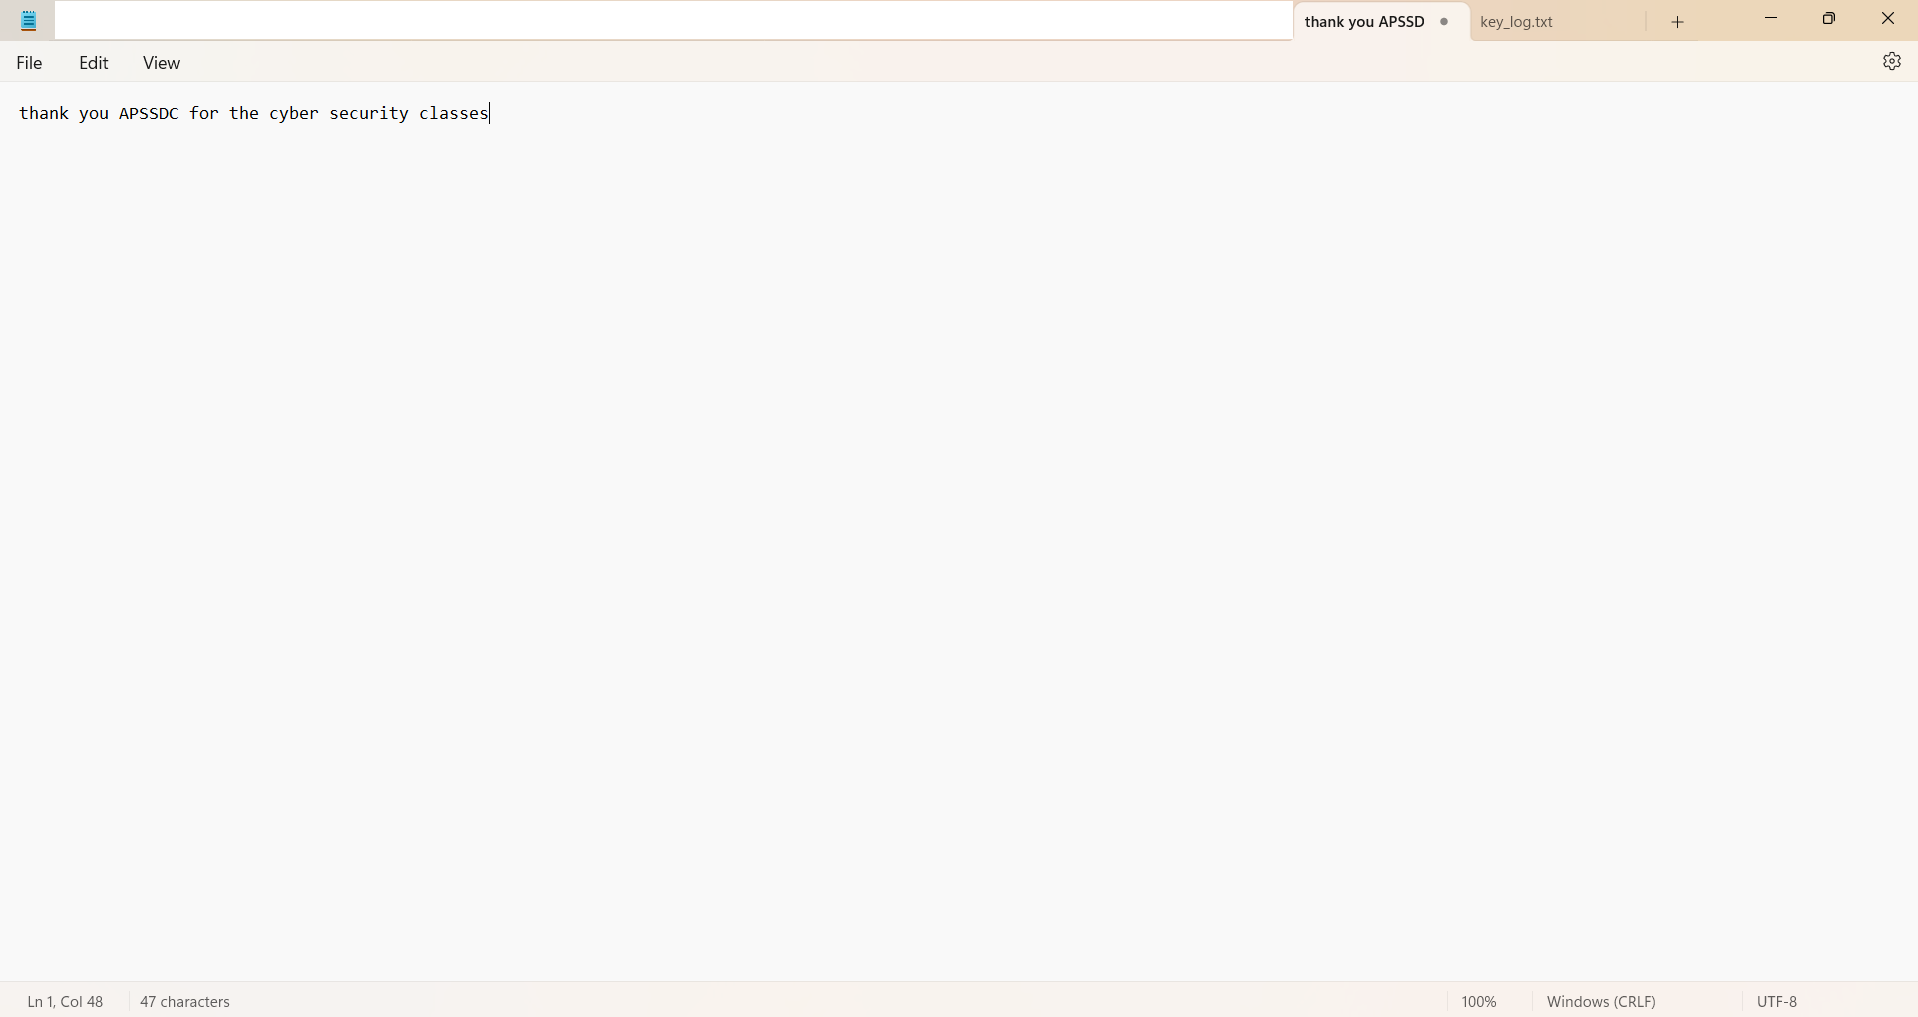 thank you APSSD
key_log.txt
File Edit View
thank you APSSDC for the cyber security classes
Ln 1, Col 48 47 characters 100% Windows (CRLF) UTF-8